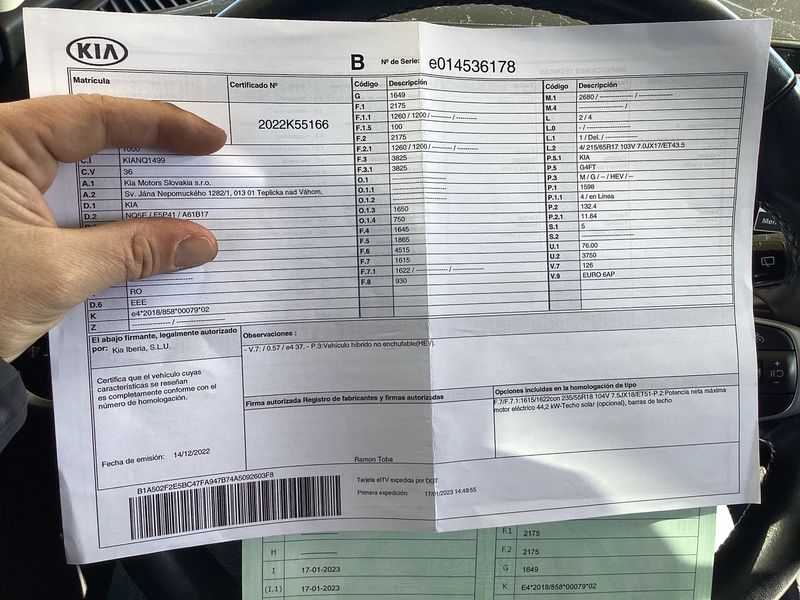 KIA
B Nº de Serie: e014536178
Matrícula
Certificado Nº
2022K55166
1000
C.I KIANQ1499
C.V 36
A.1 Kia Motors Slovakia s.r.o.
A.2 Sv. Jána Nepomuckého 1282/1, 013 01 Teplicka nad Váhom,
D.1 KIA
D.2 NQ5E / F5P41 / A61B17
RO
D.6 EEE
K e4*2018/858*00079*02
Z --------------- / -------------------
Código Descripción
G 1649
F.1 2175
F.1.1 1260 / 1200 / --------- / ---------
F.1.5 100
F.2 2175
F.2.1 1260 / 1200 / --------- / ---------
F.3 3825
F.3.1 3825
O.1 --------------------
O.1.1 --------------------
O.1.2 --------------------
O.1.3 1650
O.1.4 750
F.4 1645
F.5 1865
F.6 4515
F.7 1615
F.7.1 1622 / --------- / --------- / ---------
F.8 930
Código Descripción
M.1 2680 / --------------- / ---------------
M.4 -------------------- /
L 2 / 4
L.0 - / --------------------
L.1 1 / Del. / --------------------
L.2 4/ 215/65R17 103V 7.0JX17/ET43.5
P.5.1 KIA
P.5 G4FT
P.3 M / G / -- / HEV / --
P.1 1598
P.1.1 4 / en Línea
P.2 132.4
P.2.1 11.64
S.1 5
S.2 --------------------
U.1 76.00
U.2 3750
V.7 126
V.9 EURO 6AP
El abajo firmante, legalmente autorizado
por: Kia Iberia, S.L.U.
Certifica que el vehículo cuyas
características se reseñan
es completamente conforme con el
número de homologación.
Fecha de emisión: 14/12/2022
Observaciones :
- V.7: / 0.57 / e4 37. - P.3:Vehículo híbrido no enchufable(HEV).
Firma autorizada Registro de fabricantes y firmas autorizadas
Ramon Toba
Opciones incluidas en la homologación de tipo
F.7/F.7.1:1615/1622con 235/55R18 104V 7.5JX18/ET51-P.2:Potencia neta máxima
motor eléctrico 44,2 kW-Techo solar (opcional), barras de techo
B1A502F2E5BC47FA947B74A5092603F8
Tarjeta eITV expedida por DGT
Primera expedición: 17/01/2023 14:49:55
H --------------
I 17-01-2023
(I.1) 17-01-2023
F.1 2175
F.2 2175
G 1649
K E4*2018/858*00079*02